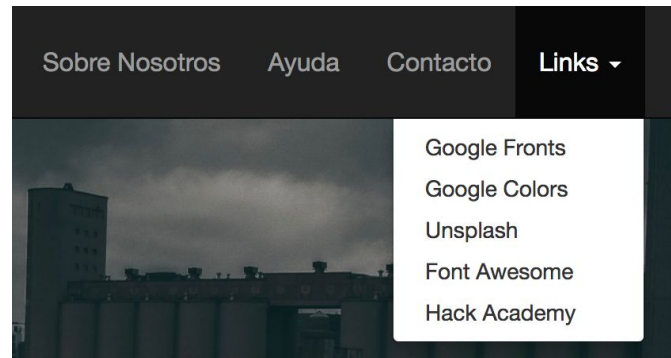 Sobre Nosotros Ayuda Contacto Links
Google Fronts
Google Colors
Unsplash
Font Awesome
Hack Academy